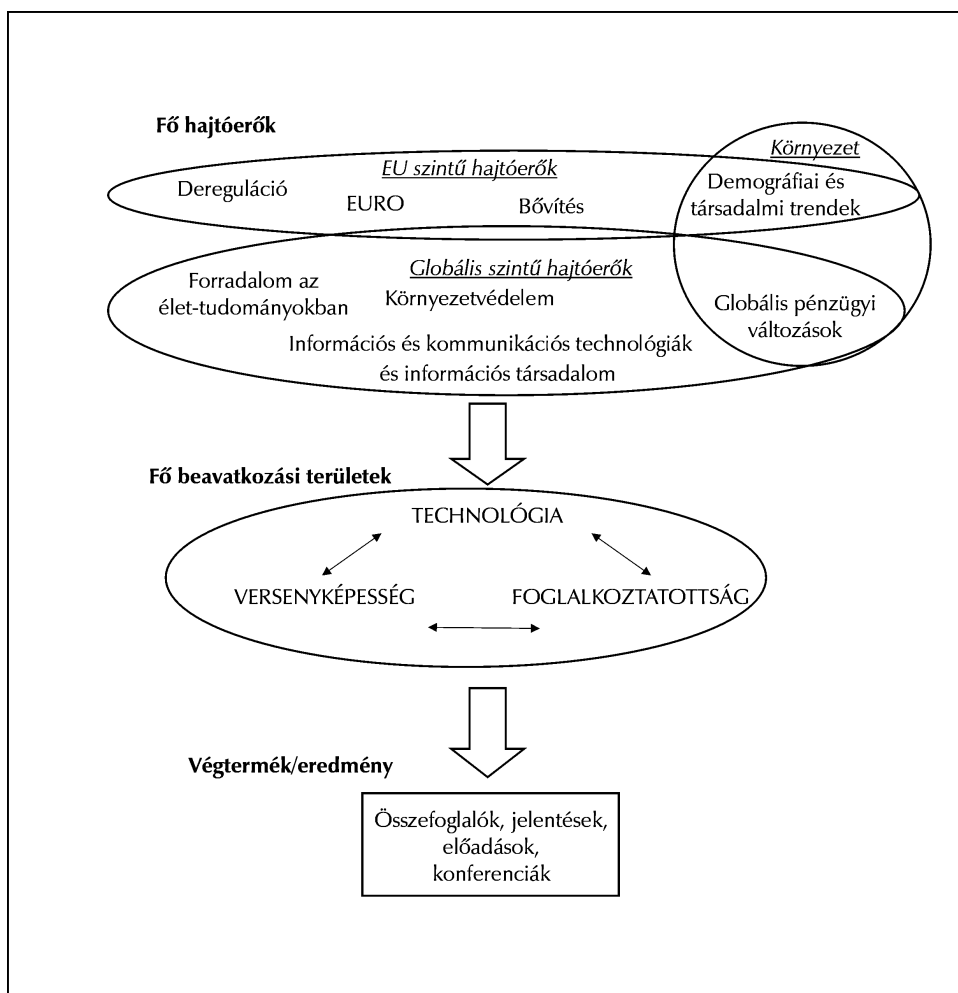 Fő hajtóerők
Környezet
EU szintű hajtóerők
Dereguláció
EURO
Bővítés
Demográfiai és
társadalmi trendek
Globális szintű hajtóerők
Forradalom az
élet-tudományokban
Környezetvédelem
Globális pénzügyi
változások
Információs és kommunikációs technológiák
és információs társadalom
Fő beavatkozási területek
TECHNOLÓGIA
VERSENYKÉPESSÉG
FOGLALKOZTATOTTSÁG
Végtermék/eredmény
Összefoglalók, jelentések,
előadások,
konferenciák